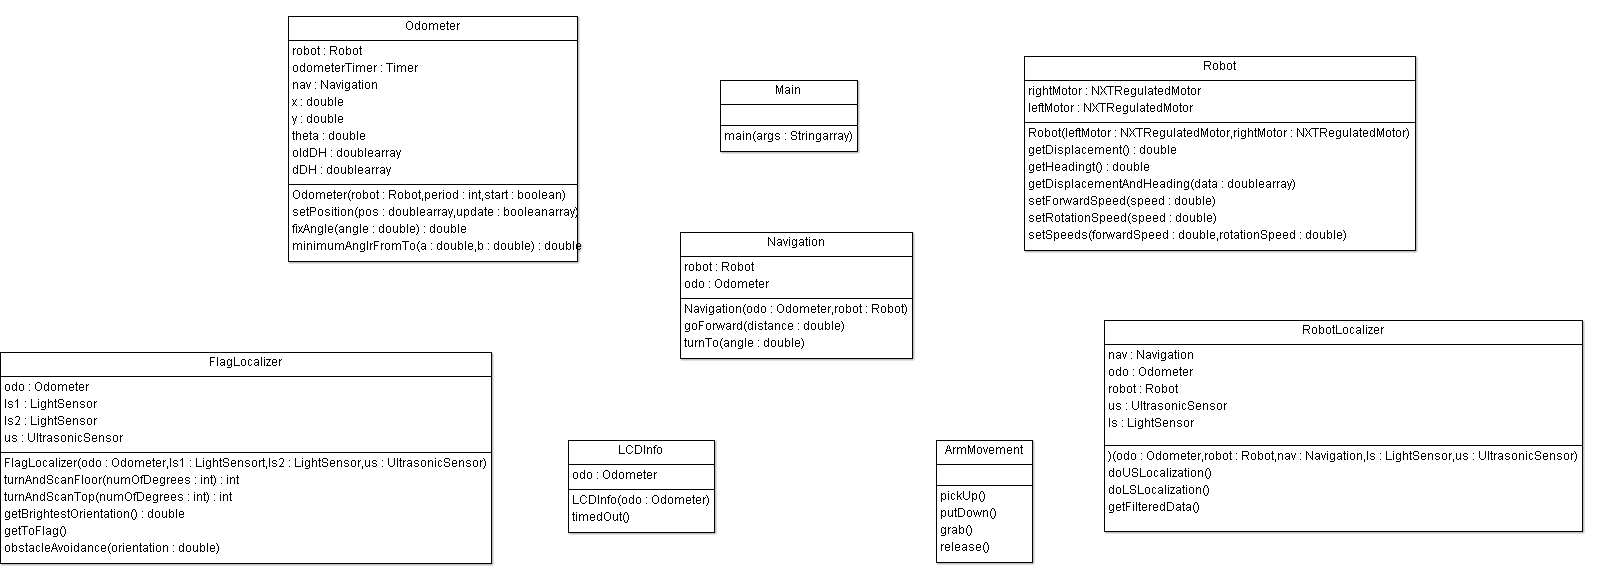 Odometer
robot : Robot
odometerTimer : Timer
nav : Navigation
x : double
y : double
theta : double
oldDH : doublearray
dDH : doublearray
Odometer(robot : Robot,period : int,start : boolean)
setPosition(pos : doublearray,update : booleanarray)
fixAngle(angle : double) : double
minimumAnglrFromTo(a : double,b : double) : double
Main
main(args : Stringarray)
Robot
rightMotor : NXTRegulatedMotor
leftMotor : NXTRegulatedMotor
Robot(leftMotor : NXTRegulatedMotor,rightMotor : NXTRegulatedMotor)
getDisplacement() : double
getHeadingt() : double
getDisplacementAndHeading(data : doublearray)
setForwardSpeed(speed : double)
setRotationSpeed(speed : double)
setSpeeds(forwardSpeed : double,rotationSpeed : double)
Navigation
robot : Robot
odo : Odometer
Navigation(odo : Odometer,robot : Robot)
goForward(distance : double)
turnTo(angle : double)
FlagLocalizer
odo : Odometer
ls1 : LightSensor
ls2 : LightSensor
us : UltrasonicSensor
FlagLocalizer(odo : Odometer,ls1 : LightSensort,ls2 : LightSensor,us : UltrasonicSensor)
turnAndScanFloor(numOfDegrees : int) : int
turnAndScanTop(numOfDegrees : int) : int
getBrightestOrientation() : double
getToFlag()
obstacleAvoidance(orientation : double)
LCDInfo
odo : Odometer
LCDInfo(odo : Odometer)
timedOut()
ArmMovement
pickUp()
putDown()
grab()
release()
RobotLocalizer
nav : Navigation
odo : Odometer
robot : Robot
us : UltrasonicSensor
ls : LightSensor
)(odo : Odometer,robot : Robot,nav : Navigation,ls : LightSensor,us : UltrasonicSensor)
doUSLocalization()
doLSLocalization()
getFilteredData()